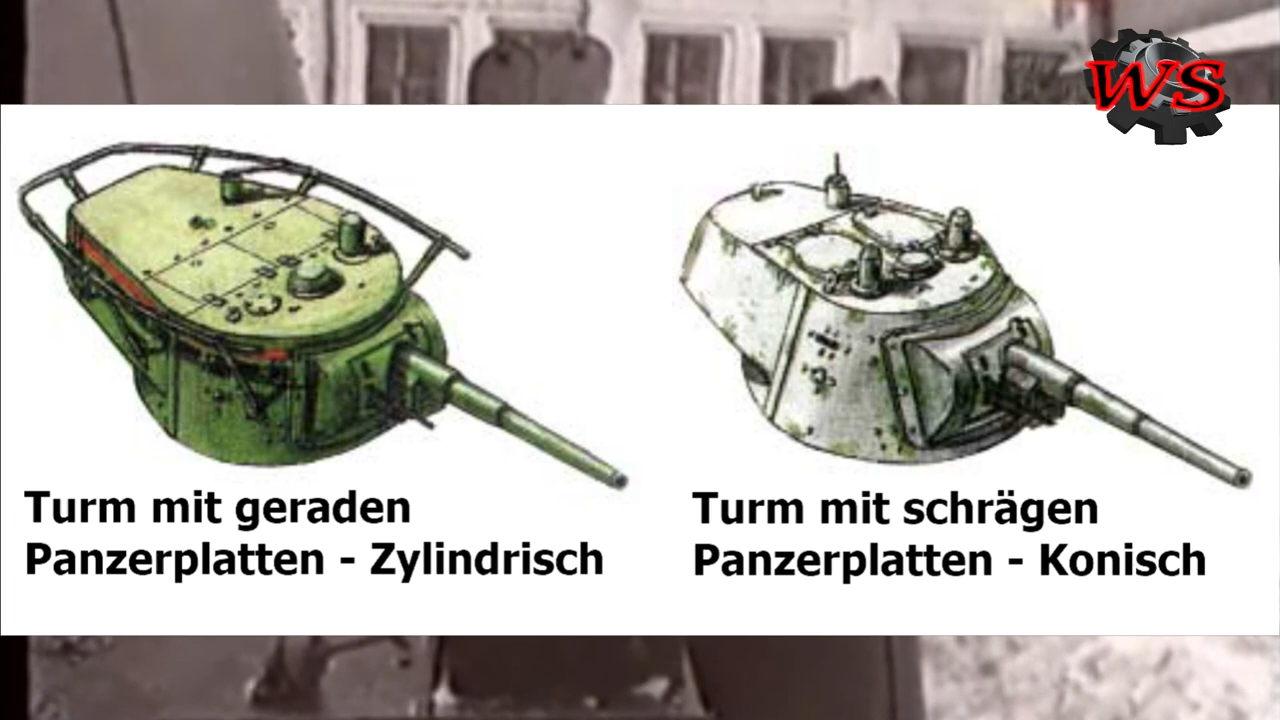 WS
Turm mit geraden
Panzerplatten - Zylindrisch
Turm mit schrägen
Panzerplatten - Konisch